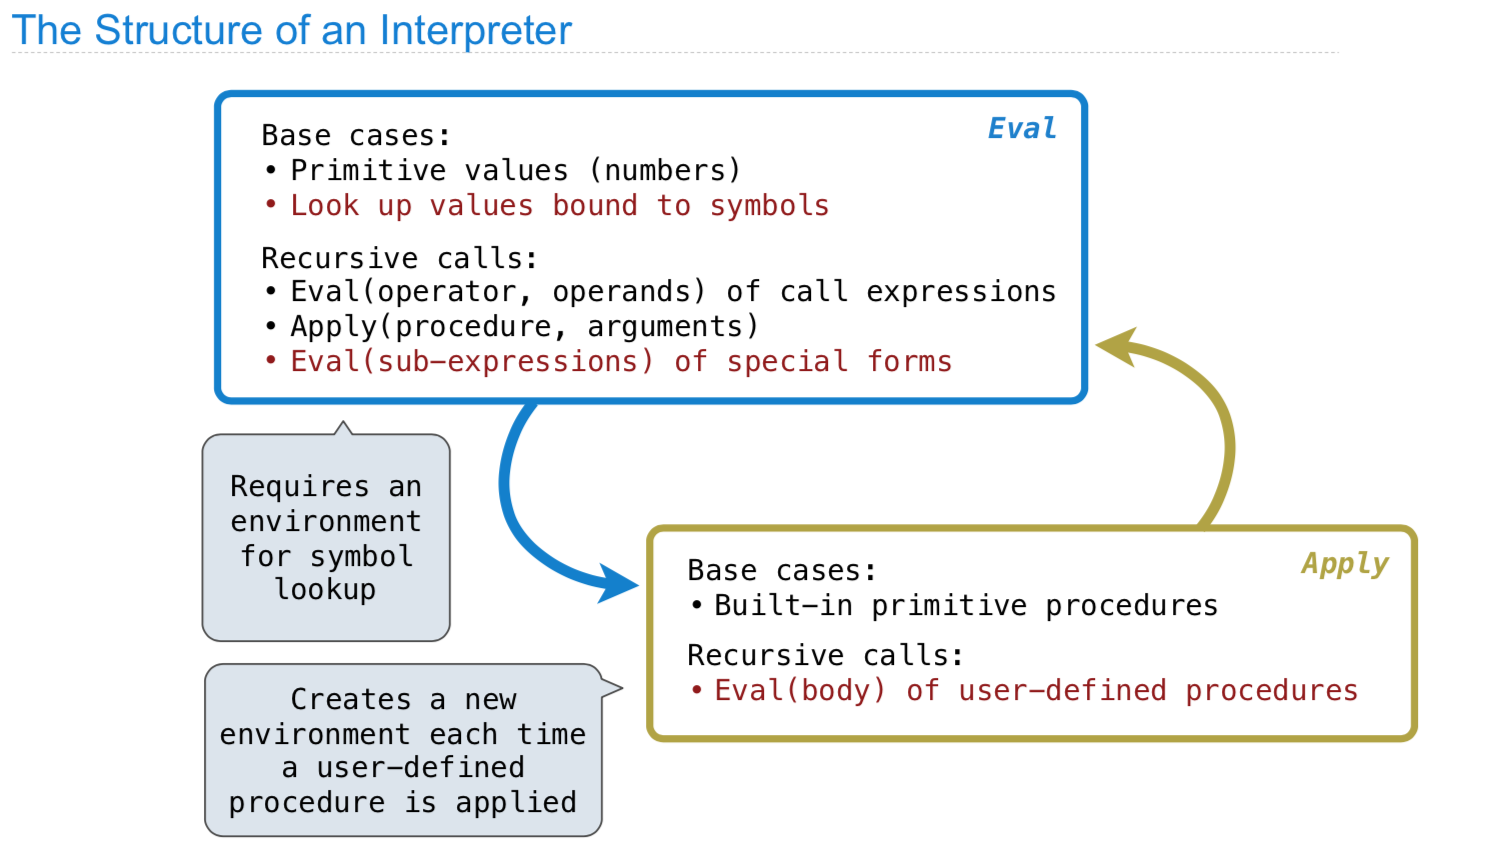 The Structure of an Interpreter
Eval
Base cases:
• Primitive values (numbers)
• Look up values bound to symbols
Recursive calls:
• Eval(operator, operands) of call expressions
• Apply(procedure, arguments)
• Eval(sub-expressions) of special forms
Requires an
environment
for symbol
lookup
Apply
Base cases:
• Built-in primitive procedures
Recursive calls:
• Eval(body) of user-defined procedures
Creates a new
environment each time
a user-defined
procedure is applied